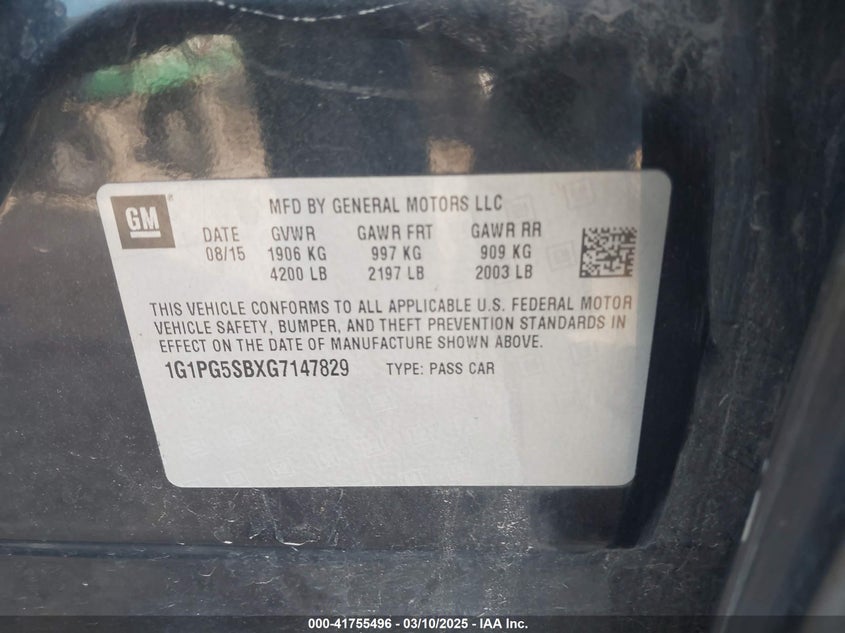 GM
MFD BY GENERAL MOTORS LLC
DATE GVWR GAWR FRT GAWR RR
08/15 1906 KG 997 KG 909 KG
4200 LB 2197 LB 2003 LB
THIS VEHICLE CONFORMS TO ALL APPLICABLE U.S. FEDERAL MOTOR
VEHICLE SAFETY, BUMPER, AND THEFT PREVENTION STANDARDS IN
EFFECT ON THE DATE OF MANUFACTURE SHOWN ABOVE.
1G1PG5SBXG7147829 TYPE: PASS CAR
000-41755496 - 03/10/2025 - IAA Inc.